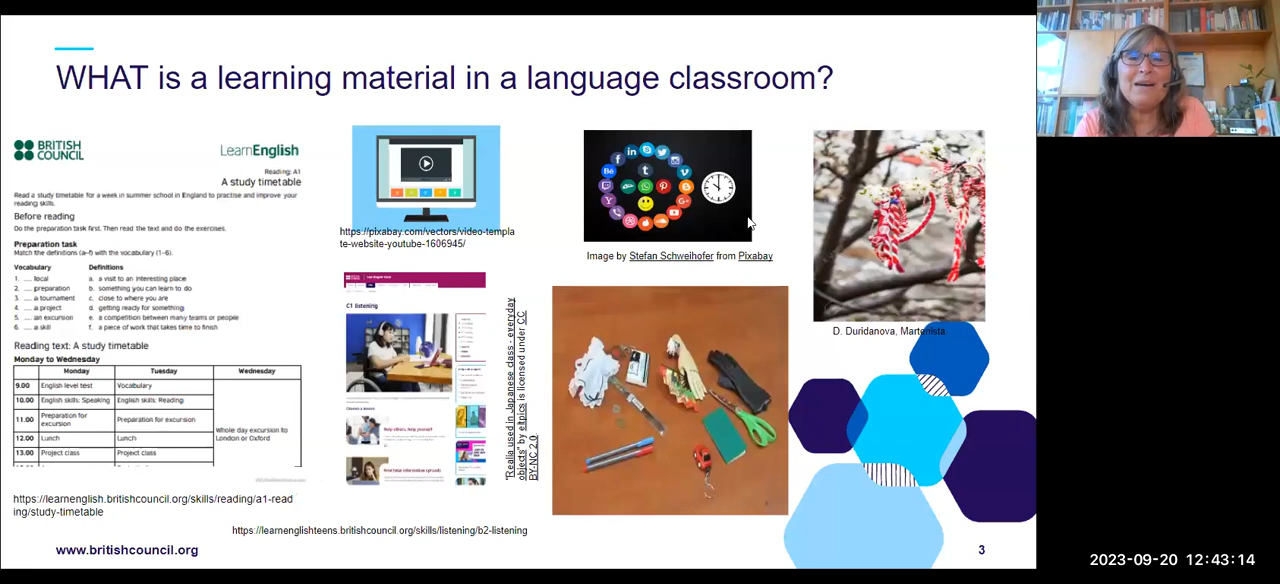 WHAT is a learning material in a language classroom?
BRITISH
COUNCIL
LearnEnglish
Reading: A1
A study timetable
Read a study timetable for a week in summer school in England to practise and improve your
reading skills.
Before reading
Do the preparation task first. Then read the text and do the exercises.
Preparation task
Match the definitions (a–f) with the vocabulary (1–6).
Vocabulary Definitions
1. .... local a. a visit to an interesting place
2. .... preparation b. something you can learn to do
3. .... a tournament c. close to where you are
4. .... a project d. getting ready for something
5. .... an excursion e. a competition between many teams or people
6. .... a skill f. a piece of work that takes time to finish
Reading text: A study timetable
Monday to Wednesday
Monday Tuesday Wednesday
9.00 English level test Vocabulary
10.00 English skills: Speaking English skills: Reading
11.00 Preparation for
excursion Preparation for excursion
Whole day excursion to
London or Oxford
12.00 Lunch Lunch
13.00 Project class Project class
https://learnenglish.britishcouncil.org/skills/reading/a1-read
ing/study-timetable
https://pixabay.com/vectors/video-templa
te-website-youtube-1606945/
C1 listening
Choose a lesson
"Realia used in Japanese class - everyday
objects" by eltpics is licensed under CC
BY-NC 2.0
https://learnenglishteens.britishcouncil.org/skills/listening/b2-listening
Image by Stefan Schweihofer from Pixabay
D. Duridanova, Martenista
www.britishcouncil.org
3
2023-09-20 12:43:14